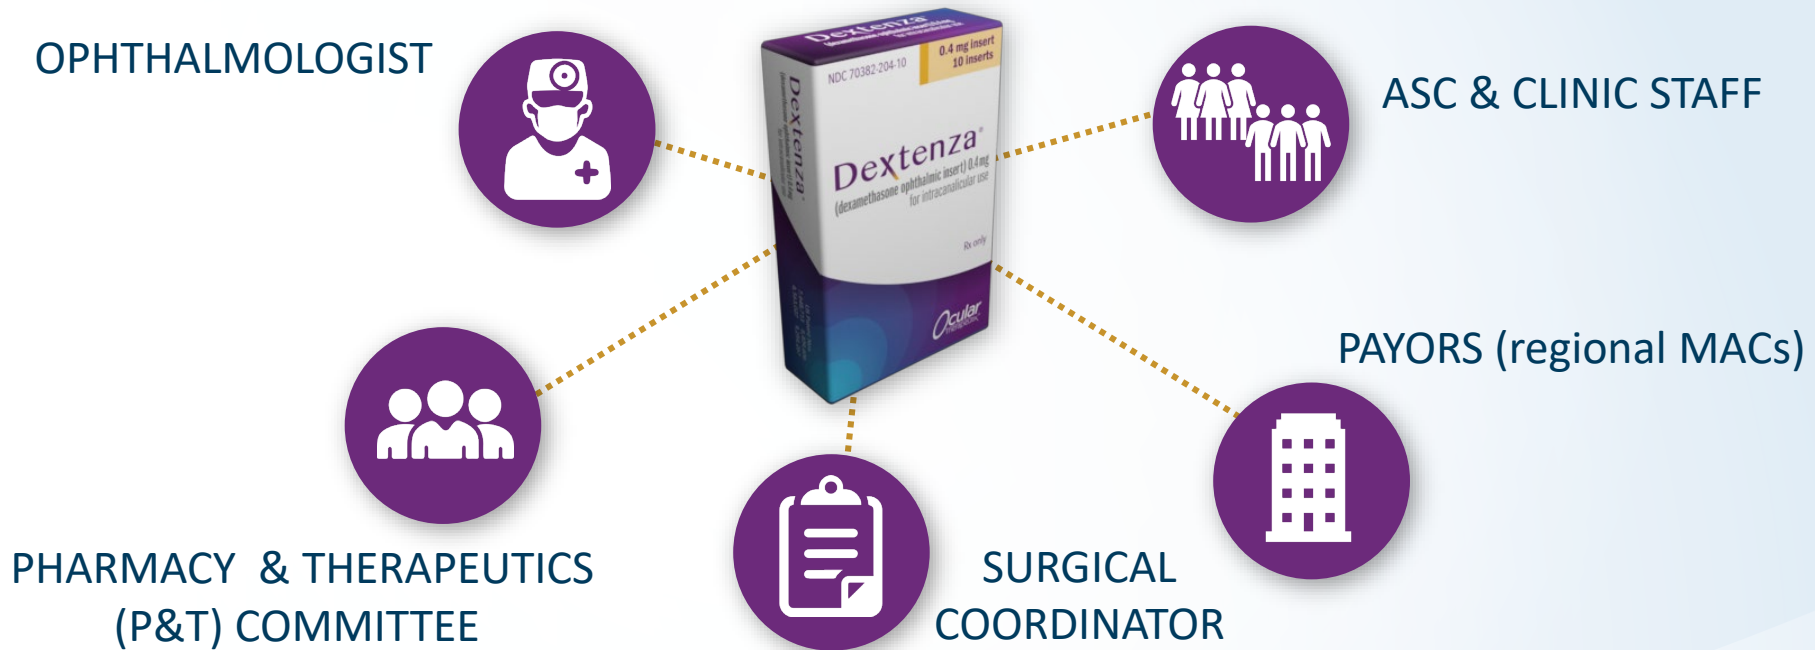 OPHTHALMOLOGIST
Dextenza
NDC 70382-204-10
0.4 mg insert
10 inserts
Dextenza®
(dexamethasone ophthalmic insert) 0.4 mg
for intracanalicular use
Rx only
Ocular
Therapeutix
Dextenza®
ASC & CLINIC STAFF
PAYORS (regional MACs)
PHARMACY & THERAPEUTICS
(P&T) COMMITTEE
SURGICAL
COORDINATOR